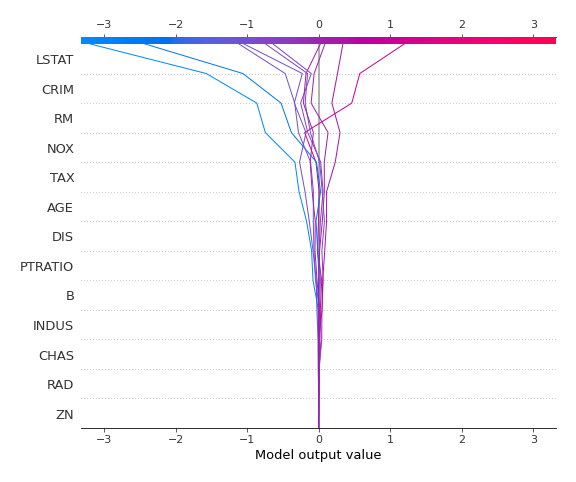 −3 −2 −1 0 1 2 3
LSTAT
CRIM
RM
NOX
TAX
AGE
DIS
PTRATIO
B
INDUS
CHAS
RAD
ZN
−3 −2 −1 0 1 2 3
Model output value